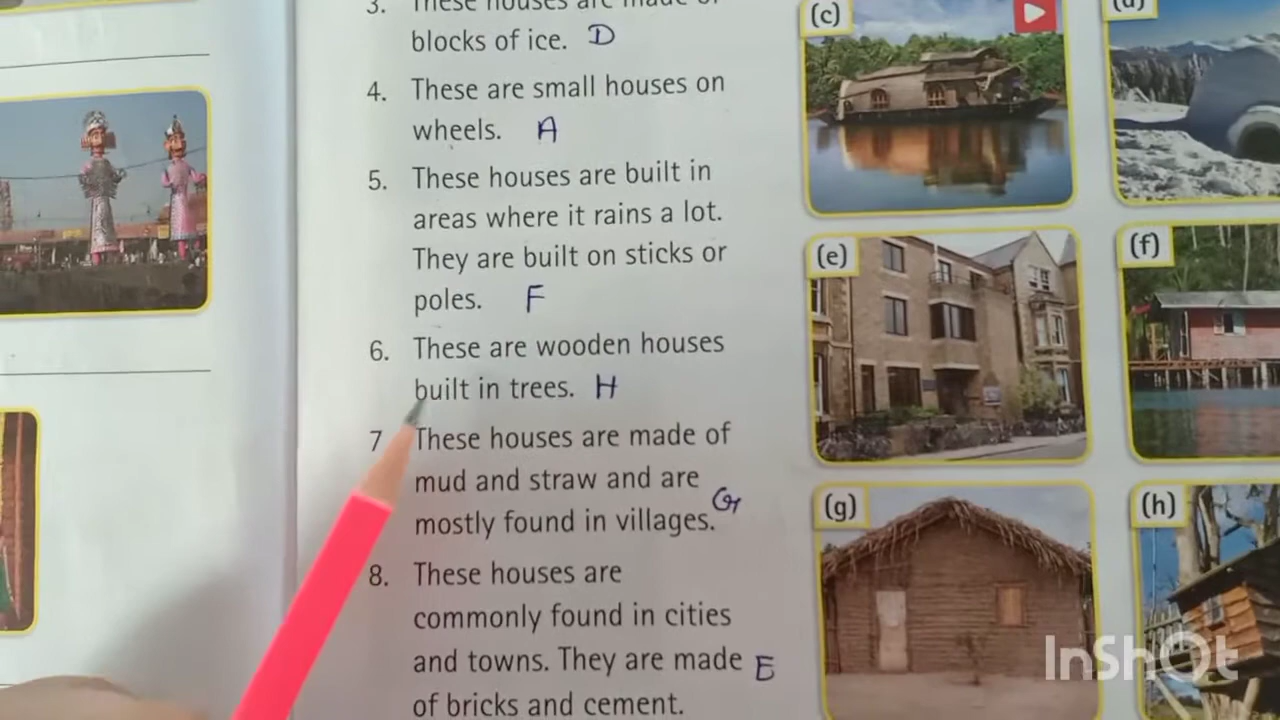 3. These houses are made of
blocks of ice. D
4. These are small houses on
wheels. A
5. These houses are built in
areas where it rains a lot.
They are built on sticks or
poles. F
6. These are wooden houses
built in trees. H
7 These houses are made of
mud and straw and are
mostly found in villages. G
8. These houses are
commonly found in cities
and towns. They are made E
of bricks and cement.
(c)
(d)
(e)
(f)
(g)
(h)
InShOt